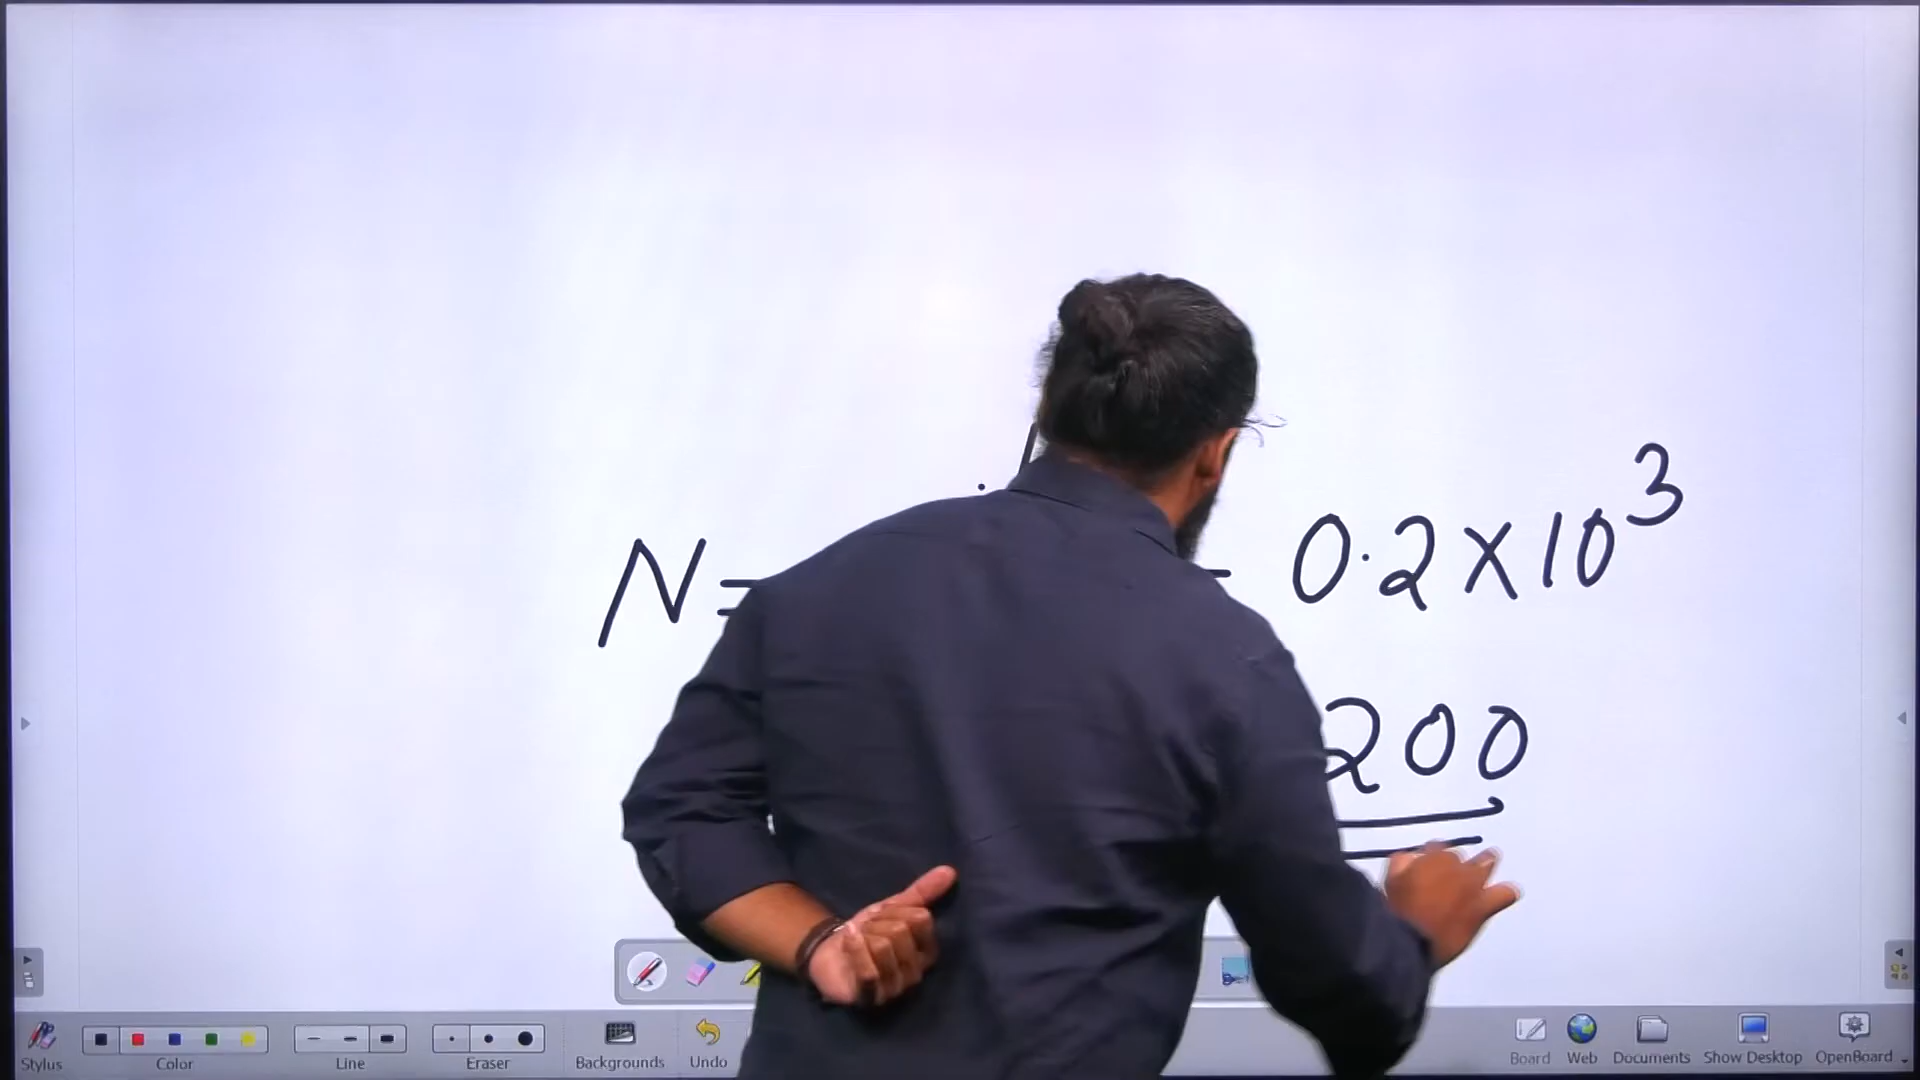 N = = 0.2 × 10³
200
Stylus Color Line Eraser Backgrounds Undo Board Web Documents Show Desktop OpenBoard